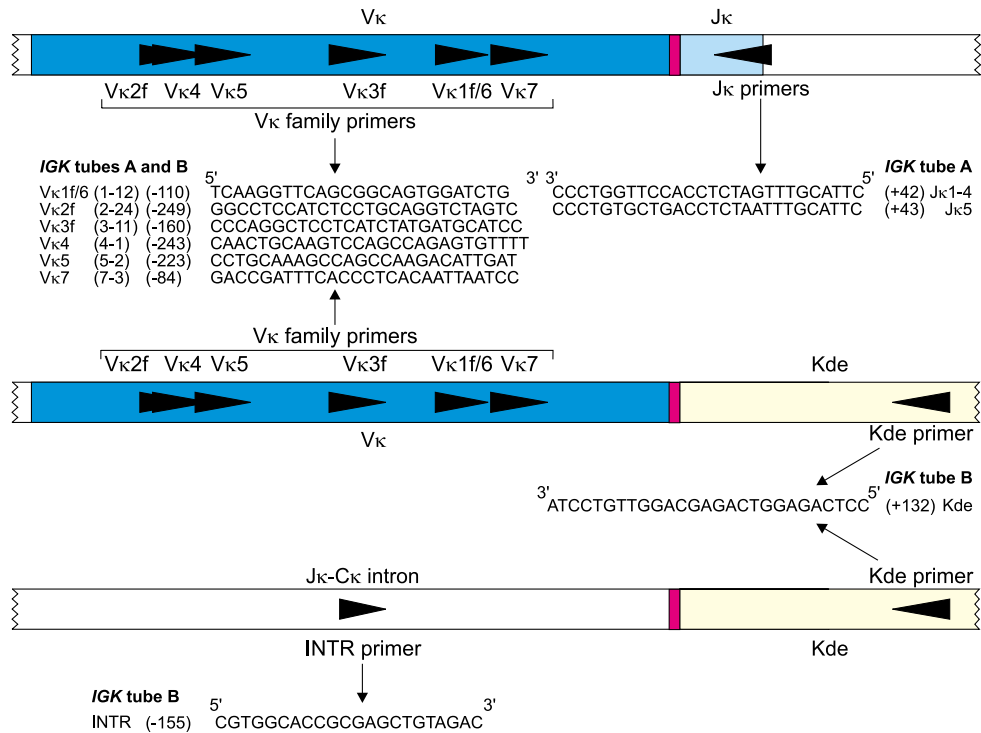 Vκ Jκ
Vκ2f Vκ4 Vκ5 Vκ3f Vκ1f/6 Vκ7 Jκ primers
Vκ family primers
IGK tubes A and B 5' 3' 3' 5' IGK tube A
Vκ1f/6 (1-12) (-110) TCAAGGTTCAGCGGCAGTGGATCTG CCCTGGTTCCACCTCTAGTTTGCATTC (+42) Jκ1-4
Vκ2f (2-24) (-249) GGCCTCCATCTCCTGCAGGTCTAGTC CCCTGTGCTGACCTCTAATTTGCATTC (+43) Jκ5
Vκ3f (3-11) (-160) CCCAGGCTCCTCATCTATGATGCATCC
Vκ4 (4-1) (-243) CAACTGCAAGTCCAGCCAGAGTGTTTT
Vκ5 (5-2) (-223) CCTGCAAAGCCAGCCAAGACATTGAT
Vκ7 (7-3) (-84) GACCGATTTCACCCTCACAATTAATCC
Vκ family primers
Vκ2f Vκ4 Vκ5 Vκ3f Vκ1f/6 Vκ7 Kde
Vκ Kde primer
IGK tube B
3' ATCCTGTTGGACGAGACTGGAGACTCC 5' (+132) Kde
Jκ-Cκ intron Kde primer
INTR primer Kde
IGK tube B 5' 3'
INTR (-155) CGTGGCACCGCGAGCTGTAGAC